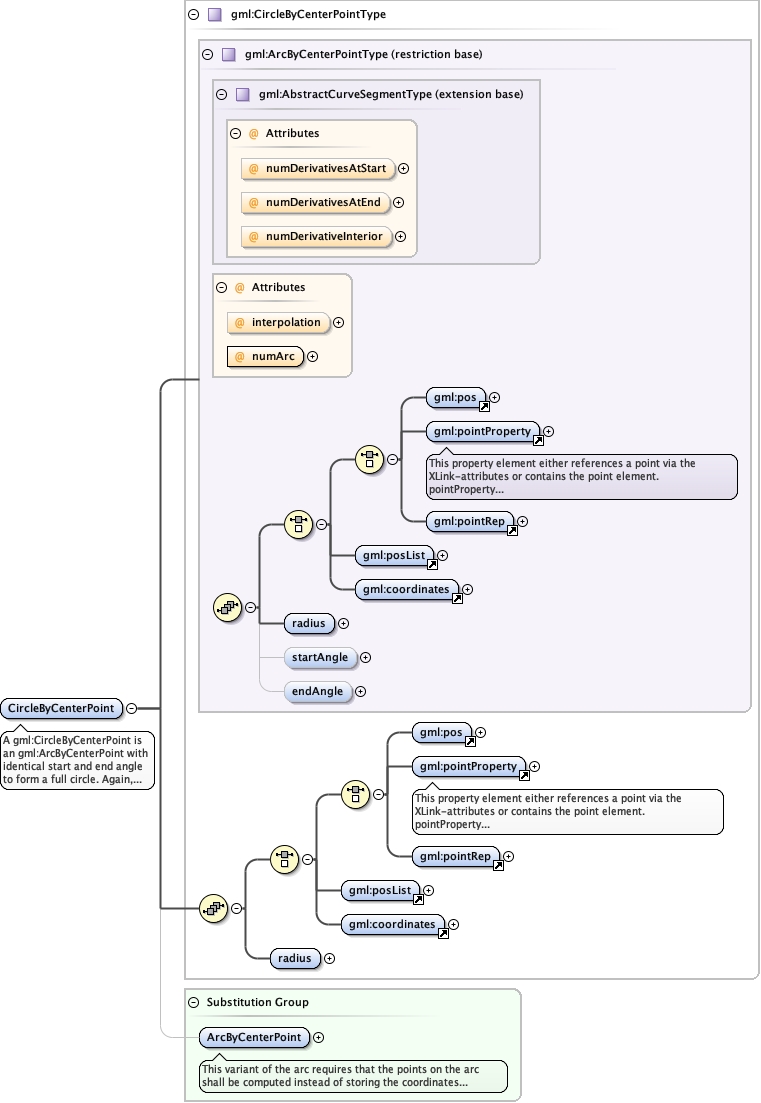 gml:CircleByCenterPointType
gml:ArcByCenterPointType (restriction base)
gml:AbstractCurveSegmentType (extension base)
@ Attributes
@ numDerivativesAtStart
@ numDerivativesAtEnd
@ numDerivativeInterior
@ Attributes
@ interpolation
@ numArc
gml:pos
gml:pointProperty
This property element either references a point via the
XLink-attributes or contains the point element.
pointProperty...
gml:pointRep
gml:posList
gml:coordinates
radius
startAngle
endAngle
CircleByCenterPoint
A gml:CircleByCenterPoint is
an gml:ArcByCenterPoint with
identical start and end angle
to form a full circle. Again,...
gml:pos
gml:pointProperty
This property element either references a point via the
XLink-attributes or contains the point element.
pointProperty...
gml:pointRep
gml:posList
gml:coordinates
radius
Substitution Group
ArcByCenterPoint
This variant of the arc requires that the points on the arc
shall be computed instead of storing the coordinates...